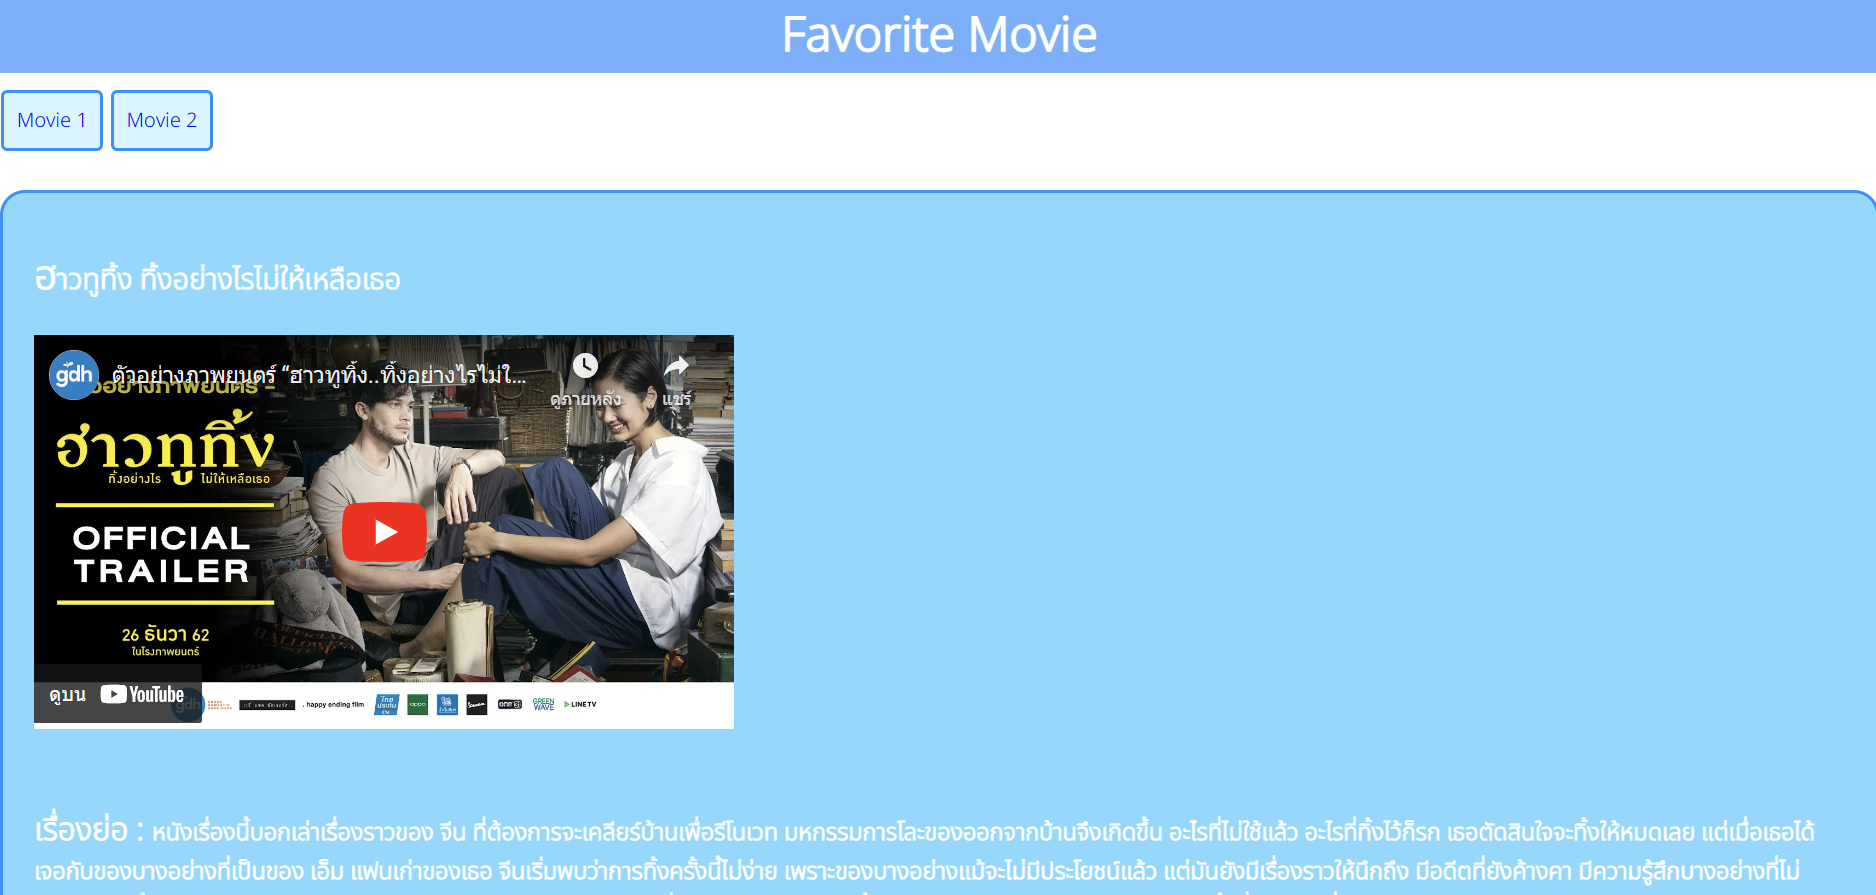 Favorite Movie
Movie 1 Movie 2
ฮาวทูทิ้ง ทิ้งอย่างไรไม่ให้เหลือเธอ
gdh ตัวอย่างภาพยนตร์ “ฮาวทูทิ้ง..ทิ้งอย่างไรไม่ใ...
ดูภายหลัง แชร์
ฮาวทูทิ้ง
ทิ้งอย่างไร ไม่ให้เหลือเธอ
OFFICIAL
TRAILER
26 ธันวา 62
ในโรงภาพยนตร์
ดูบน YouTube
happy ending film oppo one31 GREEN WAVE LINE TV
เรื่องย่อ : หนังเรื่องนี้บอกเล่าเรื่องราวของ จีน ที่ต้องการจะเคลียร์บ้านเพื่อรีโนเวท มหกรรมการโละของออกจากบ้านจึงเกิดขึ้น อะไรที่ไม่ใช้แล้ว อะไรที่ทิ้งไว้ก็รก เธอตัดสินใจจะทิ้งให้หมดเลย แต่เมื่อเธอได้
เจอกับของบางอย่างที่เป็นของ เอ็ม แฟนเก่าของเธอ จีนเริ่มพบว่าการทิ้งครั้งนี้ไม่ง่าย เพราะของบางอย่างแม้จะไม่มีประโยชน์แล้ว แต่มันยังมีเรื่องราวให้นึกถึง มีอดีตที่ยังค้างคา มีความรู้สึกบางอย่างที่ไม่